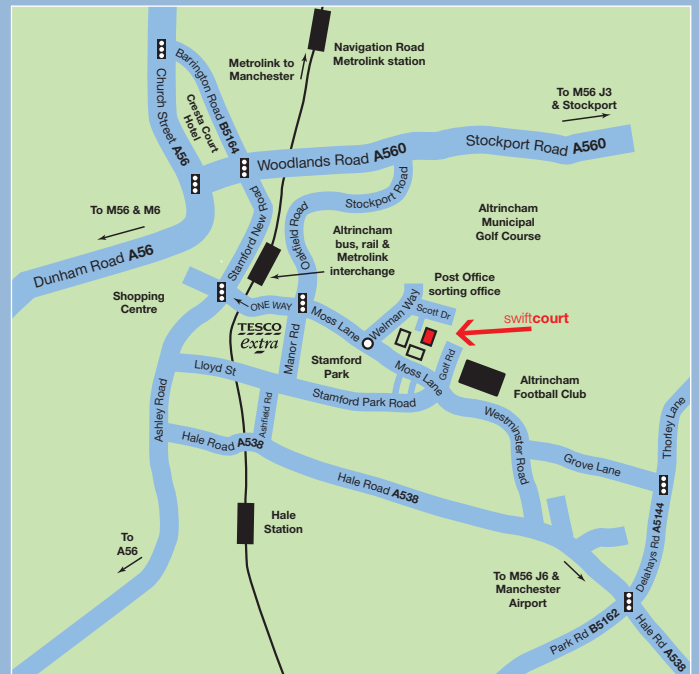 Navigation Road
Metrolink station
Metrolink to
Manchester
Barrington Road B5164
Church Street A56
Cresta Court
Hotel
To M56 J3
& Stockport
Woodlands Road A560
Stockport Road A560
Stockport Road
To M56 & M6
Dunham Road A56
Stamford New Road
Oakfield Road
Altrincham
bus, rail &
Metrolink
interchange
Altrincham
Municipal
Golf Course
Post Office
sorting office
Shopping
Centre
ONE WAY
Moss Lane
Welman Way
Scott Dr
swiftcourt
TESCO
extra
Manor Rd
Stamford
Park
Moss Lane
Golf Rd
Altrincham
Football Club
Lloyd St
Stamford Park Road
Ashley Road
Ashfield Rd
Westminster Road
Thorley Lane
Hale Road A538
Grove Lane
Hale Road A538
Hale
Station
To
A56
Delahays Rd A5144
To M56 J6 &
Manchester
Airport
Park Rd B5162
Hale Rd A538